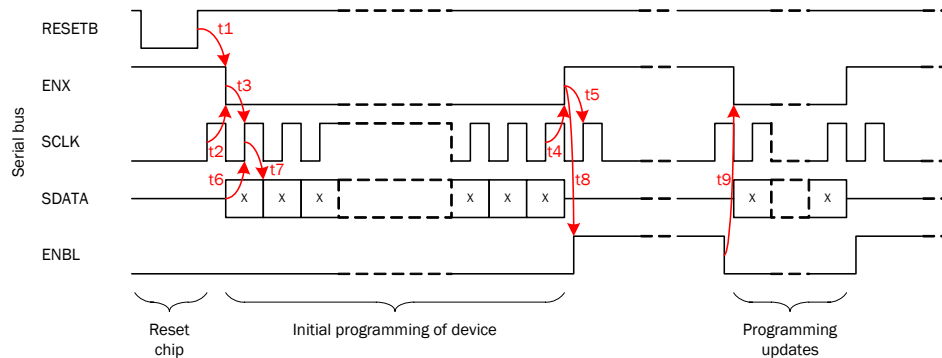 RESETB
t1
ENX
t3
t5
Serial bus
SCLK
t2
t4
t7
t6
t8
t9
SDATA
X X X X X X X X
ENBL
Reset
chip
Initial programming of device
Programming
updates